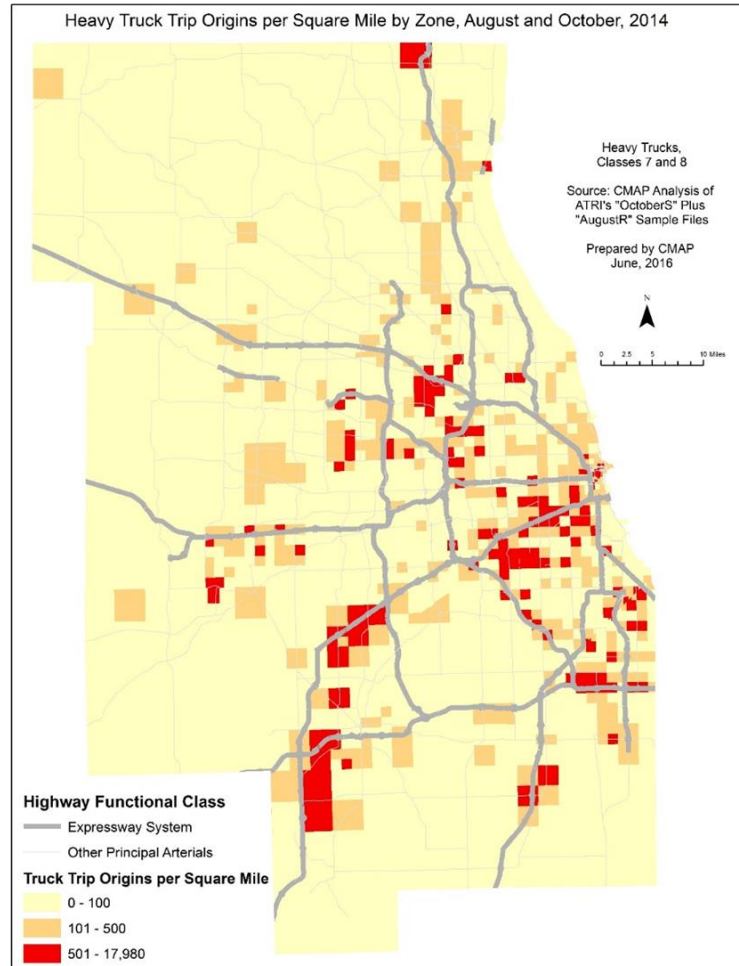 Heavy Truck Trip Origins per Square Mile by Zone, August and October, 2014
Heavy Trucks,
Classes 7 and 8
Source: CMAP Analysis of
ATRI's "OctoberS" Plus
"AugustR" Sample Files
Prepared by CMAP
June, 2016
N
0 2.5 5 10 Miles
Highway Functional Class
Expressway System
Other Principal Arterials
Truck Trip Origins per Square Mile
0 - 100
101 - 500
501 - 17,980